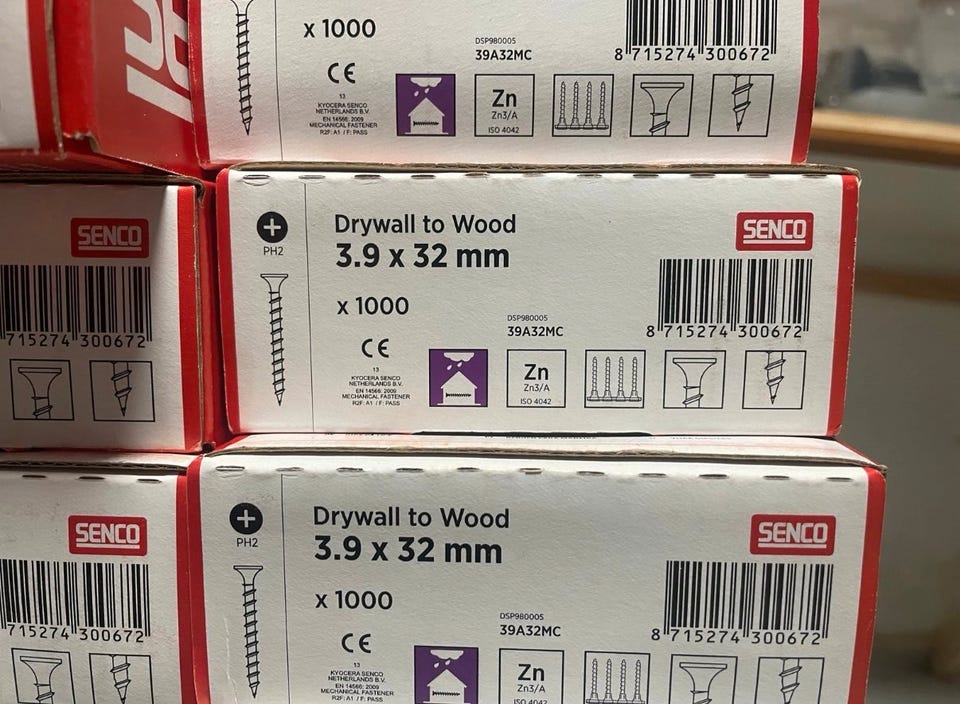 x 1000
CE
13
KYOCERA SENCO
NETHERLANDS B.V.
EN 14566: 2009
MECHANICAL FASTENER
R2F: A1 / F: PASS
DSP980005
39A32MC
Zn
Zn3/A
ISO 4042
8 715274 300672
SENCO
715274 300672
PH2
Drywall to Wood
3.9 x 32 mm
x 1000
CE
13
KYOCERA SENCO
NETHERLANDS B.V.
EN 14566: 2009
MECHANICAL FASTENER
R2F: A1 / F: PASS
DSP980005
39A32MC
Zn
Zn3/A
ISO 4042
SENCO
8 715274 300672
SENCO
715274 300672
PH2
Drywall to Wood
3.9 x 32 mm
x 1000
CE
13
KYOCERA SENCO
NETHERLANDS B.V.
EN 14566: 2009
MECHANICAL FASTENER
R2F: A1 / F: PASS
DSP980005
39A32MC
Zn
Zn3/A
ISO 4042
SENCO
8 715274 300672